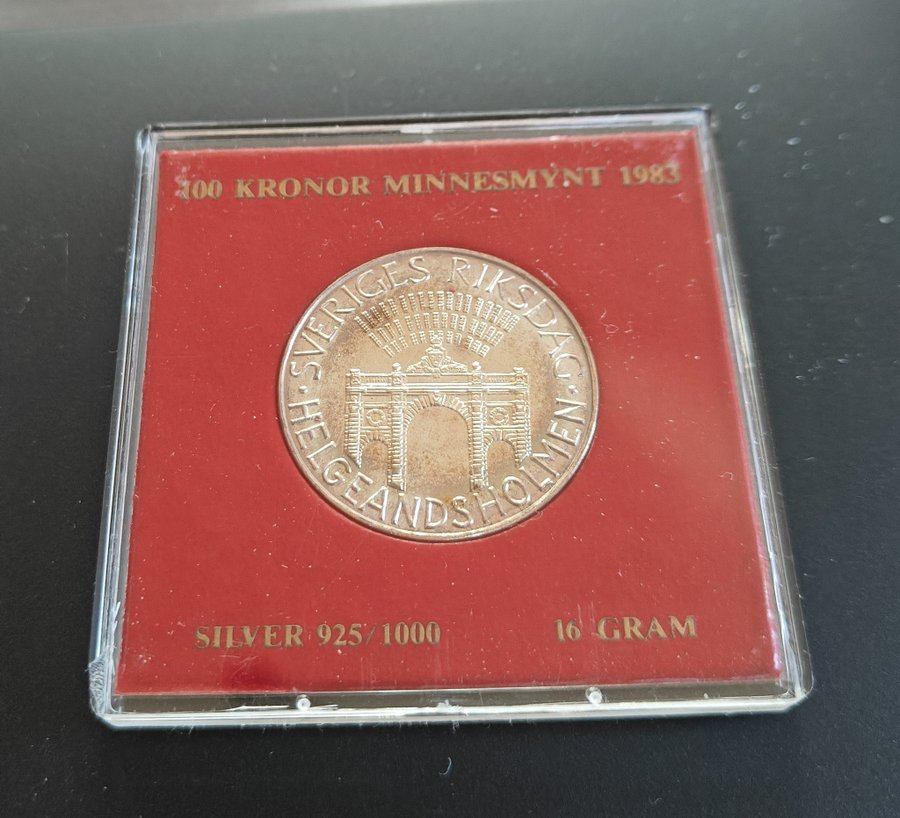 100 KRONOR MINNESMYNT 1983
· SVERIGES RIKSDAG ·
HELGEANDSHOLMEN
SILVER 925/1000
16 GRAM